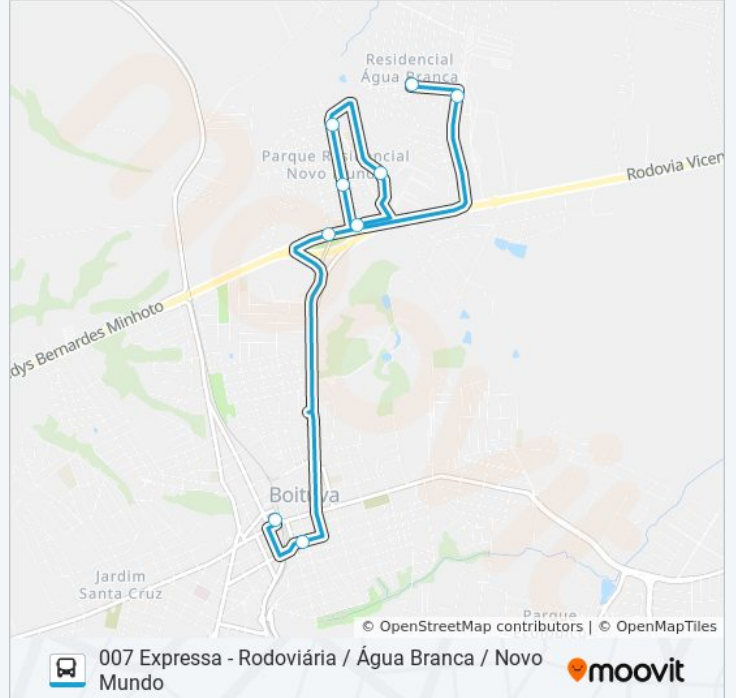 Residencial
Água Branca
Parque Residencial
Novo Mundo
Rodovia Vicen
dys Bernardes Minhoto
Boituva
Jardim
Santa Cruz
Parque
© OpenStreetMap contributors | © OpenMapTiles
007 Expressa - Rodoviária / Água Branca / Novo
Mundo
moovit